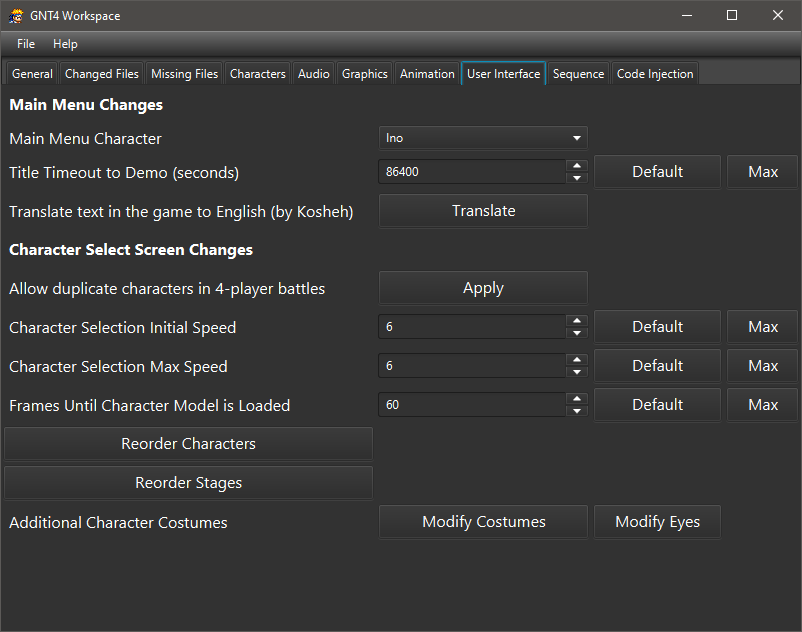 GNT4 Workspace
File Help
General Changed Files Missing Files Characters Audio Graphics Animation User Interface Sequence Code Injection
Main Menu Changes
Main Menu Character Ino
Title Timeout to Demo (seconds) 86400 Default Max
Translate text in the game to English (by Kosheh) Translate
Character Select Screen Changes
Allow duplicate characters in 4-player battles Apply
Character Selection Initial Speed 6 Default Max
Character Selection Max Speed 6 Default Max
Frames Until Character Model is Loaded 60 Default Max
Reorder Characters
Reorder Stages
Additional Character Costumes Modify Costumes Modify Eyes